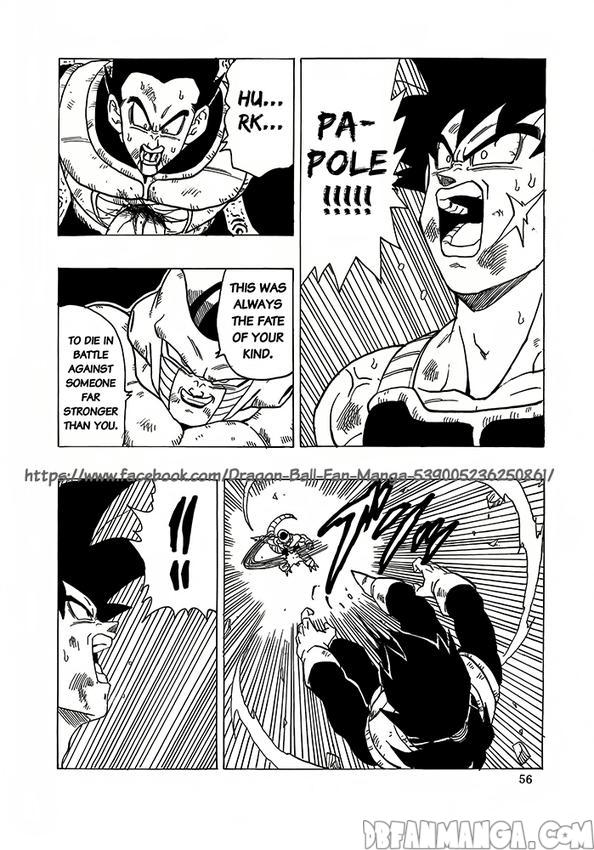 PA-
POLE
!!!!!
HU...
RK...
THIS WAS
ALWAYS
THE FATE
OF YOUR
KIND.
TO DIE IN
BATTLE
AGAINST
SOMEONE
FAR
STRONGER
THAN YOU.
https://www.facebook.com/Dragon-Ball-Fan-Manga-539005236250861/
!!
56
DBFANMANGA.COM